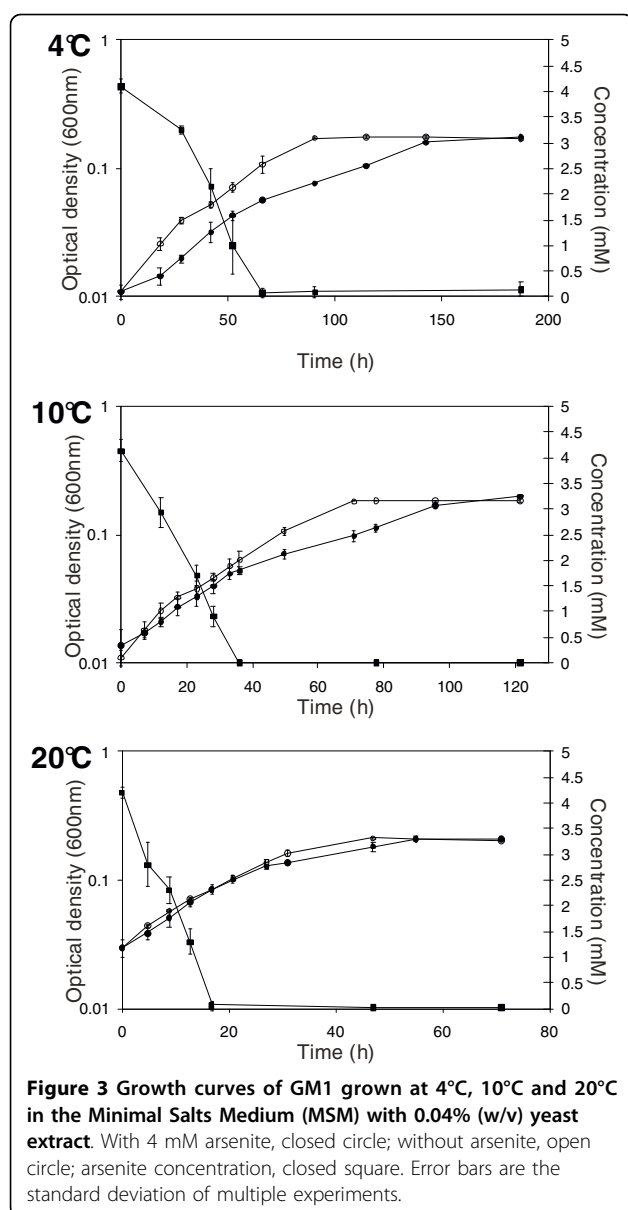 4°C
1
0.1
0.01
Optical density (600nm)
5
4.5
4
3.5
3
2.5
2
1.5
1
0.5
0
Concentration (mM)
0 50 100 150 200
Time (h)
10°C
1
0.1
0.01
Optical density (600nm)
5
4.5
4
3.5
3
2.5
2
1.5
1
0.5
0
Concentration (mM)
0 20 40 60 80 100 120
Time (h)
20°C
1
0.1
0.01
Optical density (600nm)
5
4.5
4
3.5
3
2.5
2
1.5
1
0.5
0
Concentration (mM)
0 20 40 60 80
Time (h)
Figure 3 Growth curves of GM1 grown at 4°C, 10°C and 20°C
in the Minimal Salts Medium (MSM) with 0.04% (w/v) yeast
extract. With 4 mM arsenite, closed circle; without arsenite, open
circle; arsenite concentration, closed square. Error bars are the
standard deviation of multiple experiments.